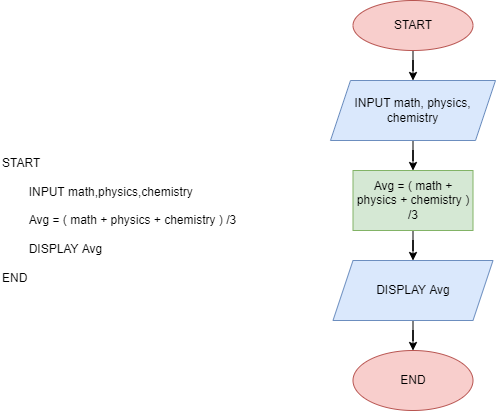 START
INPUT math,physics,chemistry
Avg = ( math + physics + chemistry ) /3
DISPLAY Avg
END
START
INPUT math, physics,
chemistry
Avg = ( math +
physics + chemistry )
/3
DISPLAY Avg
END